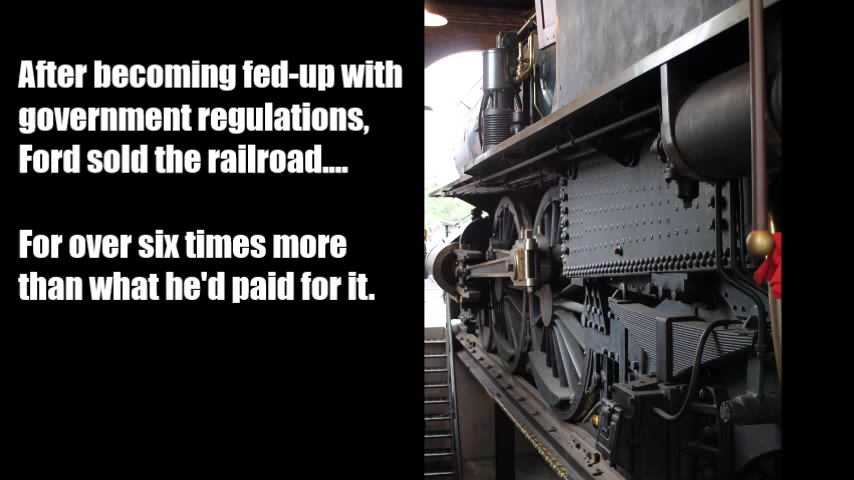 After becoming fed-up with
government regulations,
Ford sold the railroad....
For over six times more
than what he'd paid for it.